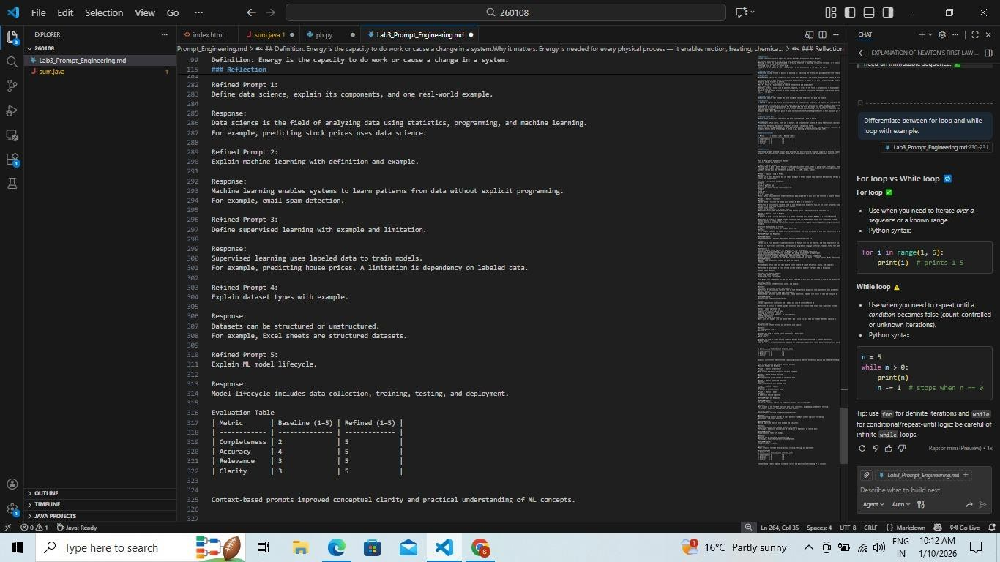 File Edit Selection View Go ··· 260108
EXPLORER
260108
Lab3_Prompt_Engineering.md
sum.java 1
OUTLINE
TIMELINE
JAVA PROJECTS
index.html sum.java 1 ph.py Lab3_Prompt_Engineering.md
Prompt_Engineering.md > ## Definition: Energy is the capacity to do work or cause a change in a system.Why it matters: Energy is needed for every physical process — it enables motion, heating, chemica... > ### Reflection
99 Definition: Energy is the capacity to do work or cause a change in a system.
115 ### Reflection
281
282 Refined Prompt 1:
283 Define data science, explain its components, and one real-world example.
284
285 Response:
286 Data science is the field of analyzing data using statistics, programming, and machine learning.
287 For example, predicting stock prices uses data science.
288
289 Refined Prompt 2:
290 Explain machine learning with definition and example.
291
292 Response:
293 Machine learning enables systems to learn patterns from data without explicit programming.
294 For example, email spam detection.
295
296 Refined Prompt 3:
297 Define supervised learning with example and limitation.
298
299 Response:
300 Supervised learning uses labeled data to train models.
301 For example, predicting house prices. A limitation is dependency on labeled data.
302
303 Refined Prompt 4:
304 Explain dataset types with example.
305
306 Response:
307 Datasets can be structured or unstructured.
308 For example, Excel sheets are structured datasets.
309
310 Refined Prompt 5:
311 Explain ML model lifecycle.
312
313 Response:
314 Model lifecycle includes data collection, training, testing, and deployment.
315
316 Evaluation Table
317 | Metric | Baseline (1–5) | Refined (1–5) |
318 | ------------ -------------- | ------------- |
319 | Completeness | 2 | 5 |
320 | Accuracy | 4 | 5 |
321 | Relevance | 3 | 5 |
322 | Clarity | 3 | 5 |
323
324
325 Context-based prompts improved conceptual clarity and practical understanding of ML concepts.
326
327
CHAT
EXPLANATION OF NEWTON'S FIRST LAW ...
need an immutable sequence. ✅
Differentiate between for loop and while
loop with example.
Lab3_Prompt_Engineering.md:230-231
For loop vs While loop 🔁
For loop ✅
• Use when you need to iterate over a
sequence or a known range.
• Python syntax:
for i in range(1, 6):
print(i) # prints 1–5
While loop ⚠️
• Use when you need to repeat until a
condition becomes false (count-controlled
or unknown iterations).
• Python syntax:
n = 5
while n > 0:
print(n)
n -= 1 # stops when n == 0
Tip: use for for definite iterations and while
for conditional/repeat-until logic; be careful of
infinite while loops.
Raptor mini (Preview) • 1x
Lab3_Prompt_Engineering.md +
Describe what to build next
Agent Auto
0 1 Java: Ready Ln 264, Col 35 Spaces: 4 UTF-8 CRLF {} Markdown Go Live
Type here to search 16°C Partly sunny ENG 10:12 AM
IN 1/10/2026